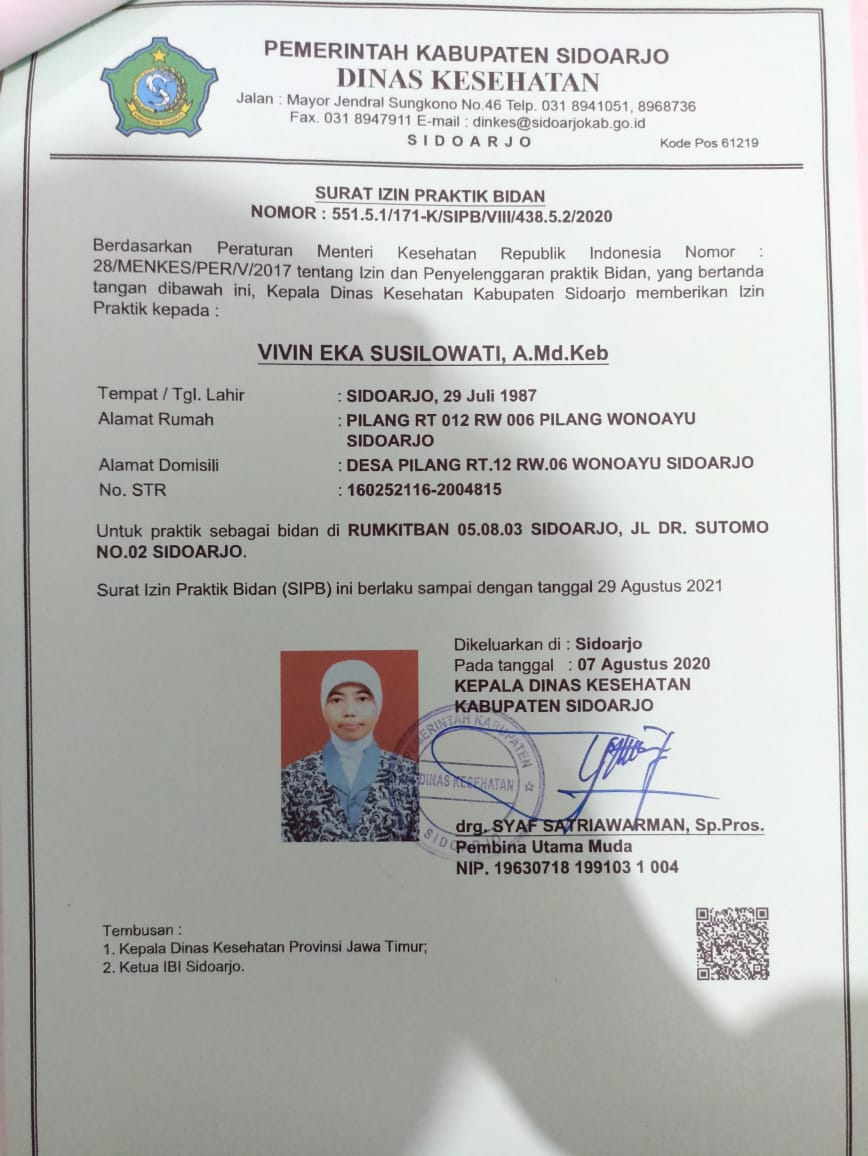 PEMERINTAH KABUPATEN SIDOARJO
DINAS KESEHATAN
Jalan : Mayor Jendral Sungkono No.46 Telp. 031 8941051, 8968736
Fax. 031 8947911 E-mail : dinkes@sidoarjokab.go.id
SIDOARJO
Kode Pos 61219
SURAT IZIN PRAKTIK BIDAN
NOMOR : 551.5.1/171-K/SIPB/VIII/438.5.2/2020
Berdasarkan Peraturan Menteri Kesehatan Republik Indonesia Nomor :
28/MENKES/PER/V/2017 tentang Izin dan Penyelenggaran praktik Bidan, yang bertanda
tangan dibawah ini, Kepala Dinas Kesehatan Kabupaten Sidoarjo memberikan Izin
Praktik kepada :
VIVIN EKA SUSILOWATI, A.Md.Keb
Tempat / Tgl. Lahir : SIDOARJO, 29 Juli 1987
Alamat Rumah : PILANG RT 012 RW 006 PILANG WONOAYU
SIDOARJO
Alamat Domisili : DESA PILANG RT.12 RW.06 WONOAYU SIDOARJO
No. STR : 160252116-2004815
Untuk praktik sebagai bidan di RUMKITBAN 05.08.03 SIDOARJO, JL DR. SUTOMO
NO.02 SIDOARJO.
Surat Izin Praktik Bidan (SIPB) ini berlaku sampai dengan tanggal 29 Agustus 2021
Dikeluarkan di : Sidoarjo
Pada tanggal : 07 Agustus 2020
KEPALA DINAS KESEHATAN
KABUPATEN SIDOARJO
PEMERINTAH KABUPATEN
DINAS KESEHATAN
SIDOARJO
drg. SYAF SATRIAWARMAN, Sp.Pros.
Pembina Utama Muda
NIP. 19630718 199103 1 004
Tembusan :
1. Kepala Dinas Kesehatan Provinsi Jawa Timur;
2. Ketua IBI Sidoarjo.